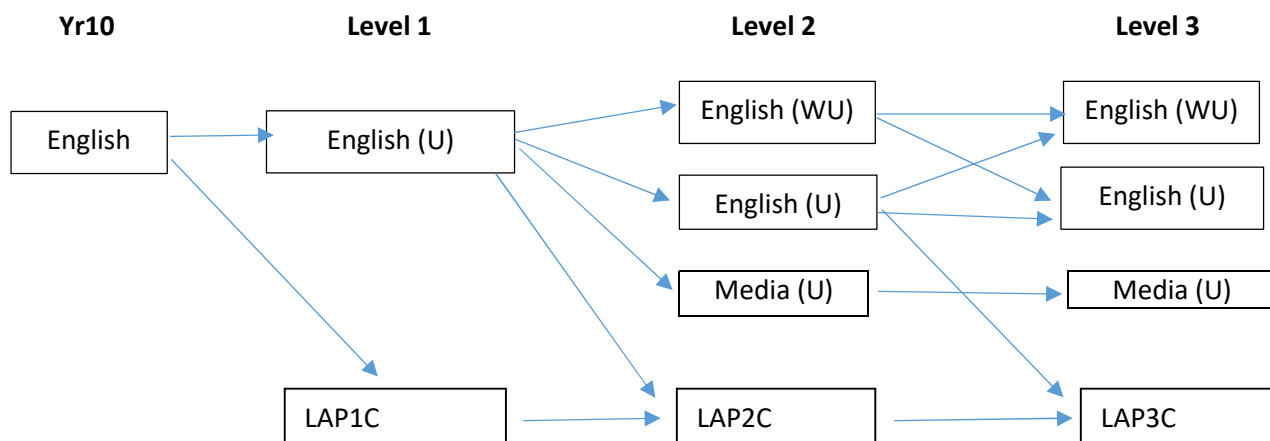 Yr10 Level 1 Level 2 Level 3
English English (U) English (WU) English (WU)
English (U) English (U)
Media (U) Media (U)
LAP1C LAP2C LAP3C